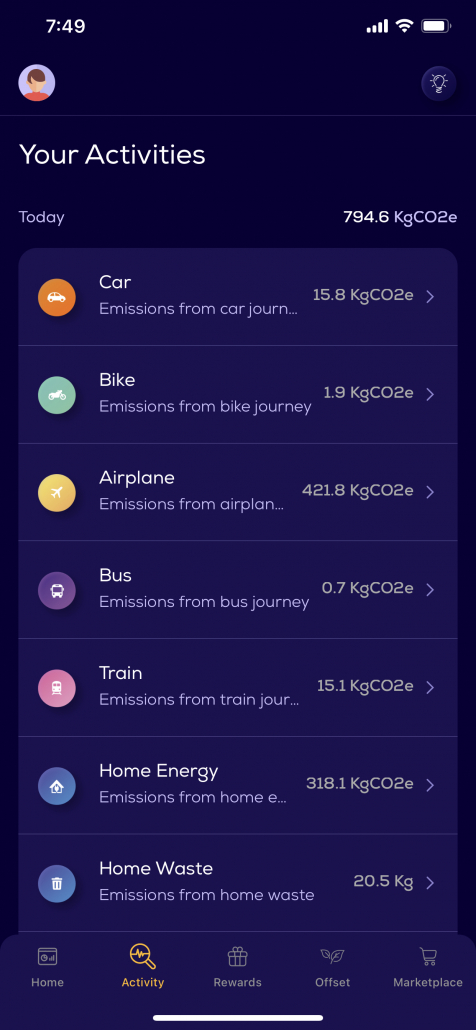 7:49
Your Activities
Today 794.6 KgCO2e
Car
Emissions from car journ... 15.8 KgCO2e
Bike
Emissions from bike journey 1.9 KgCO2e
Airplane
Emissions from airplan... 421.8 KgCO2e
Bus
Emissions from bus journey 0.7 KgCO2e
Train
Emissions from train jour... 15.1 KgCO2e
Home Energy
Emissions from home e... 318.1 KgCO2e
Home Waste
Emissions from home waste 20.5 Kg
Home Activity Rewards Offset Marketplace